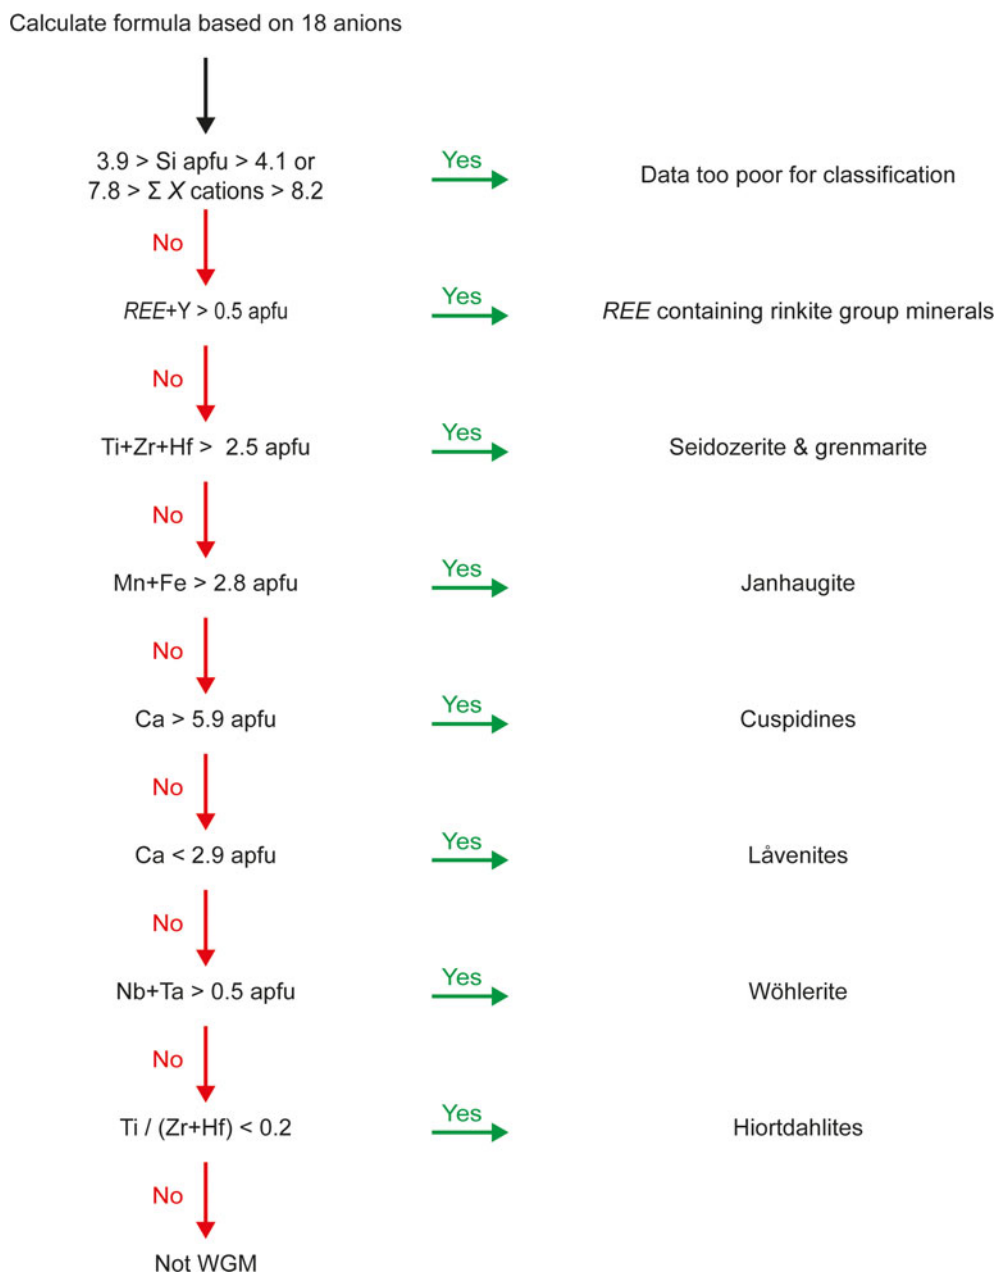 Calculate formula based on 18 anions
3.9 > Si apfu > 4.1 or
7.8 > Σ X cations > 8.2
Yes
Data too poor for classification
No
REE+Y > 0.5 apfu
Yes
REE containing rinkite group minerals
No
Ti+Zr+Hf > 2.5 apfu
Yes
Seidozerite & grenmarite
No
Mn+Fe > 2.8 apfu
Yes
Janhaugite
No
Ca > 5.9 apfu
Yes
Cuspidines
No
Ca < 2.9 apfu
Yes
Låvenites
No
Nb+Ta > 0.5 apfu
Yes
Wöhlerite
No
Ti / (Zr+Hf) < 0.2
Yes
Hiortdahlites
No
Not WGM